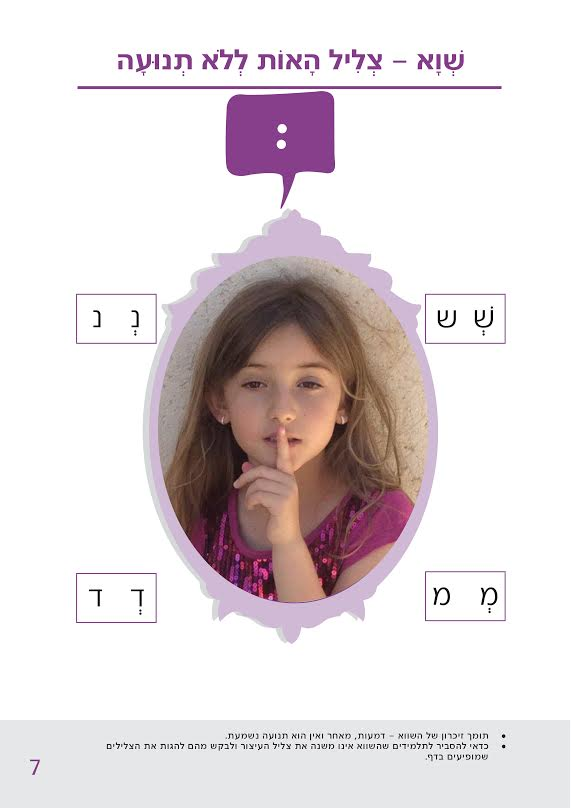 שְׁוָא – צְלִיל הָאוֹת לְלֹא תְנוּעָה
:
שְׁ ש
נְ נ
מְ מ
דְ ד
• תומך זיכרון של השווא – דמעות, מאחר ואין הוא תנועה נשמעת.
• כדאי להסביר לתלמידים שהשווא אינו משנה את צליל העיצור ולבקש מהם להגות את הצלילים
שמופיעים בדף.
7